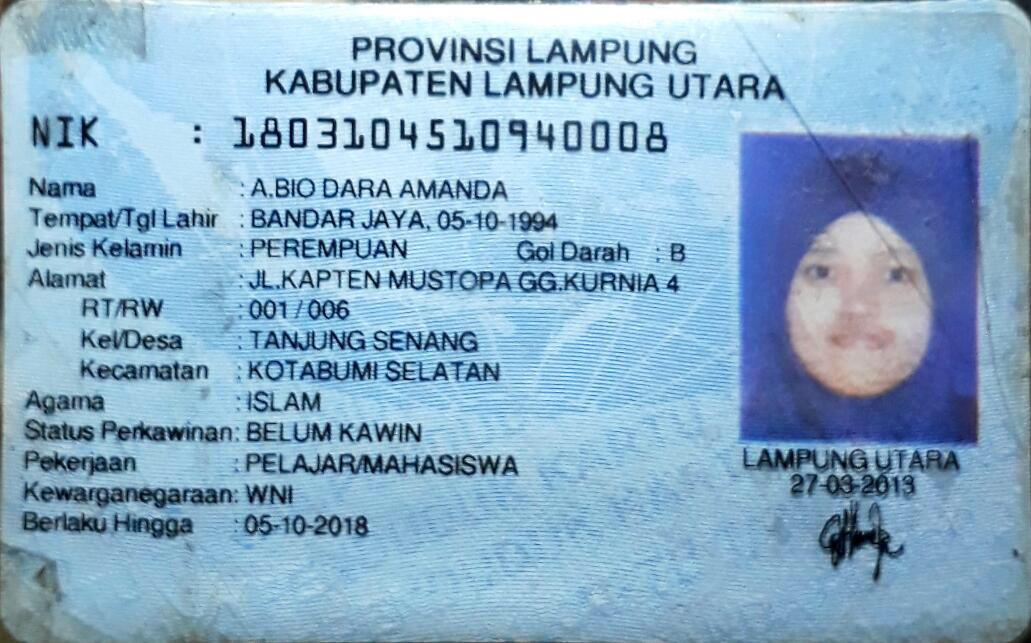 PROVINSI LAMPUNG
KABUPATEN LAMPUNG UTARA
NIK : 1803104510940008
Nama : A.BIO DARA AMANDA
Tempat/Tgl Lahir : BANDAR JAYA, 05-10-1994
Jenis Kelamin : PEREMPUAN Gol Darah : B
Alamat : JL.KAPTEN MUSTOPA GG.KURNIA 4
RT/RW : 001 / 006
Kel/Desa : TANJUNG SENANG
Kecamatan : KOTABUMI SELATAN
Agama : ISLAM
Status Perkawinan: BELUM KAWIN
Pekerjaan : PELAJAR/MAHASISWA
Kewarganegaraan: WNI
Berlaku Hingga : 05-10-2018
LAMPUNG UTARA
27-03-2013